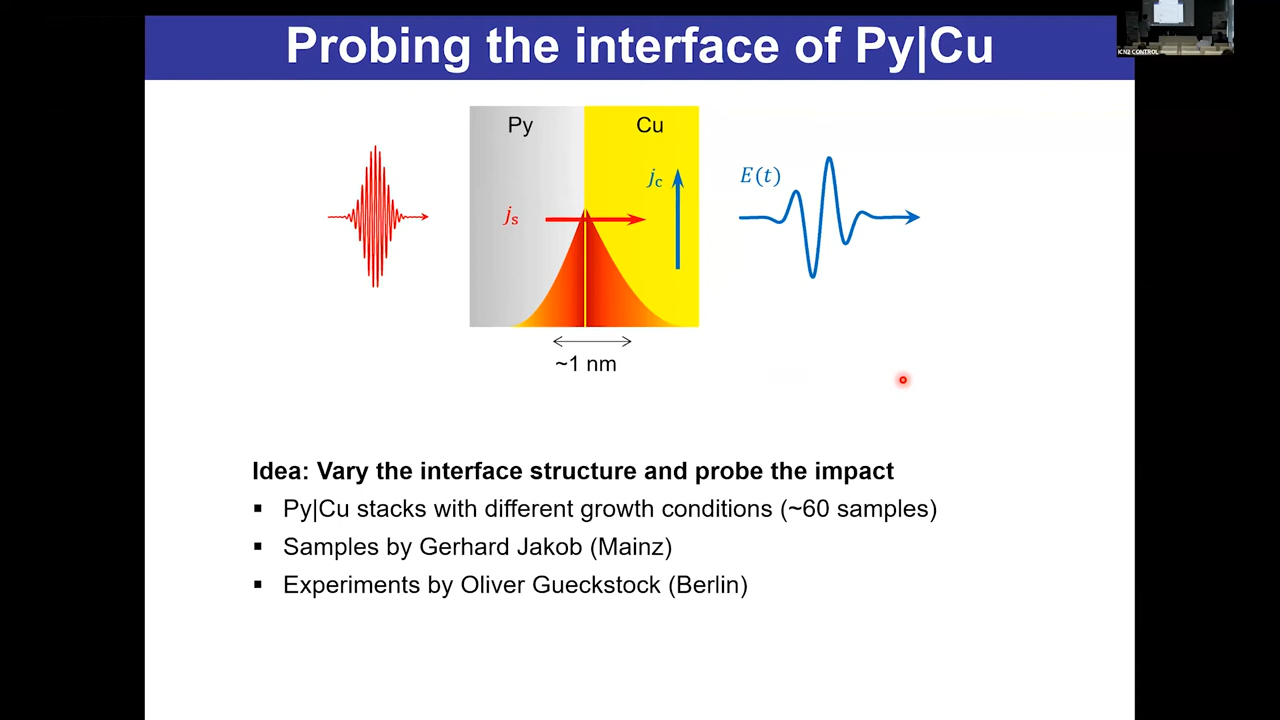 Probing the interface of Py|Cu
ICN2 CONTROL
Py
Cu
jc
js
E(t)
~1 nm
Idea: Vary the interface structure and probe the impact
▪ Py|Cu stacks with different growth conditions (~60 samples)
▪ Samples by Gerhard Jakob (Mainz)
▪ Experiments by Oliver Gueckstock (Berlin)